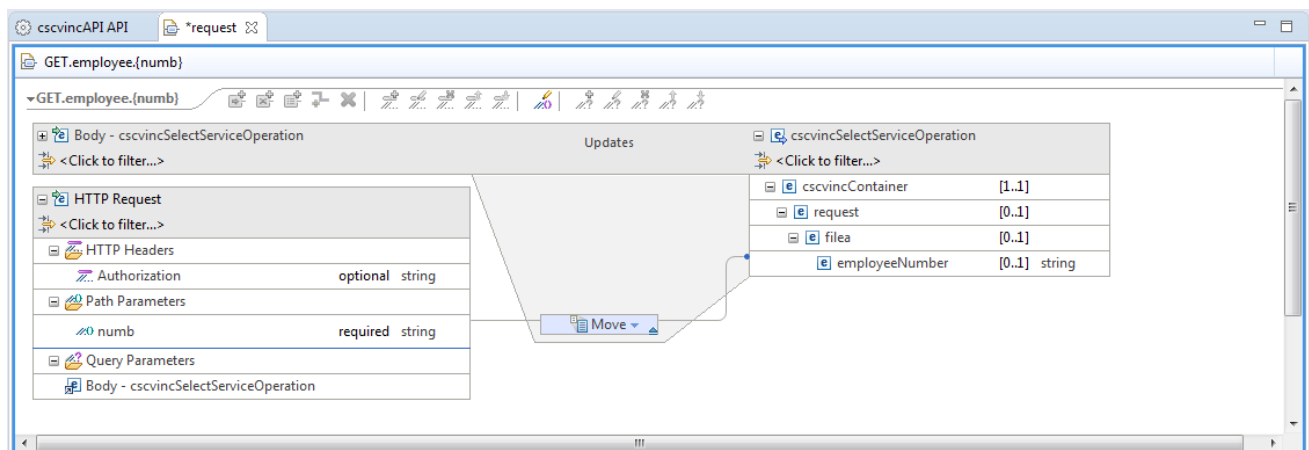 cscvincAPI API *request
GET.employee.{numb}
GET.employee.{numb}
Body - cscvincSelectServiceOperation
<Click to filter...>
Updates
cscvincSelectServiceOperation
<Click to filter...>
HTTP Request
<Click to filter...>
HTTP Headers
Authorization optional string
Path Parameters
numb required string
Query Parameters
Body - cscvincSelectServiceOperation
Move
cscvincContainer [1..1]
request [0..1]
filea [0..1]
employeeNumber [0..1] string